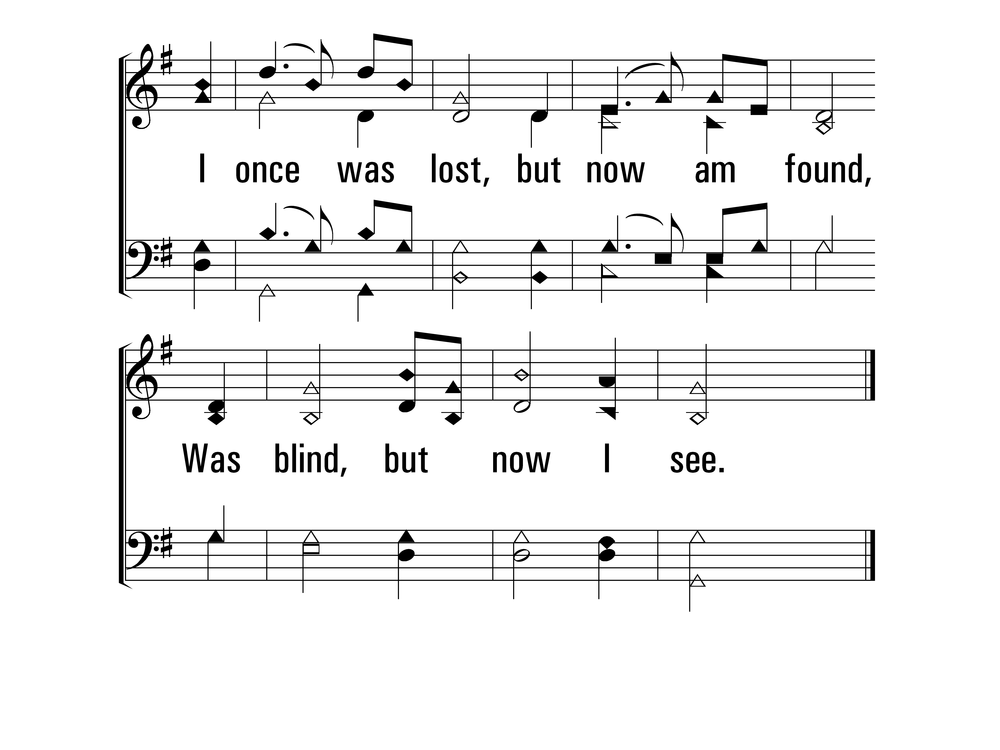 I once was lost, but now am found,
Was blind, but now I see.